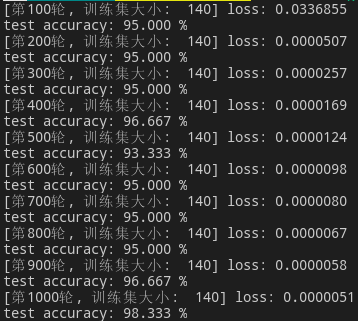 [第100轮, 训练集大小:  140] loss: 0.0336855
test accuracy: 95.000 %
[第200轮, 训练集大小:  140] loss: 0.0000507
test accuracy: 95.000 %
[第300轮, 训练集大小:  140] loss: 0.0000257
test accuracy: 95.000 %
[第400轮, 训练集大小:  140] loss: 0.0000169
test accuracy: 96.667 %
[第500轮, 训练集大小:  140] loss: 0.0000124
test accuracy: 93.333 %
[第600轮, 训练集大小:  140] loss: 0.0000098
test accuracy: 95.000 %
[第700轮, 训练集大小:  140] loss: 0.0000080
test accuracy: 95.000 %
[第800轮, 训练集大小:  140] loss: 0.0000067
test accuracy: 95.000 %
[第900轮, 训练集大小:  140] loss: 0.0000058
test accuracy: 96.667 %
[第1000轮, 训练集大小:  140] loss: 0.0000051
test accuracy: 98.333 %